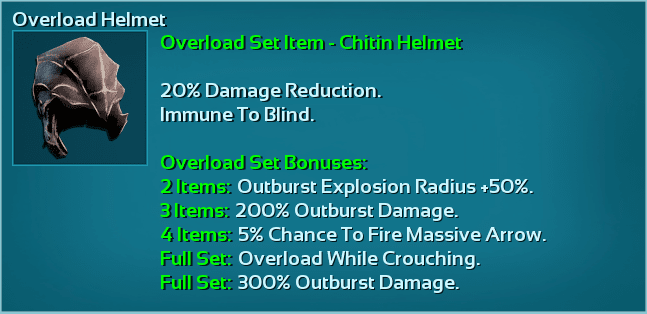 Overload Helmet
Overload Set Item - Chitin Helmet
20% Damage Reduction.
Immune To Blind.
Overload Set Bonuses:
2 Items: Outburst Explosion Radius +50%.
3 Items: 200% Outburst Damage.
4 Items: 5% Chance To Fire Massive Arrow.
Full Set: Overload While Crouching.
Full Set: 300% Outburst Damage.